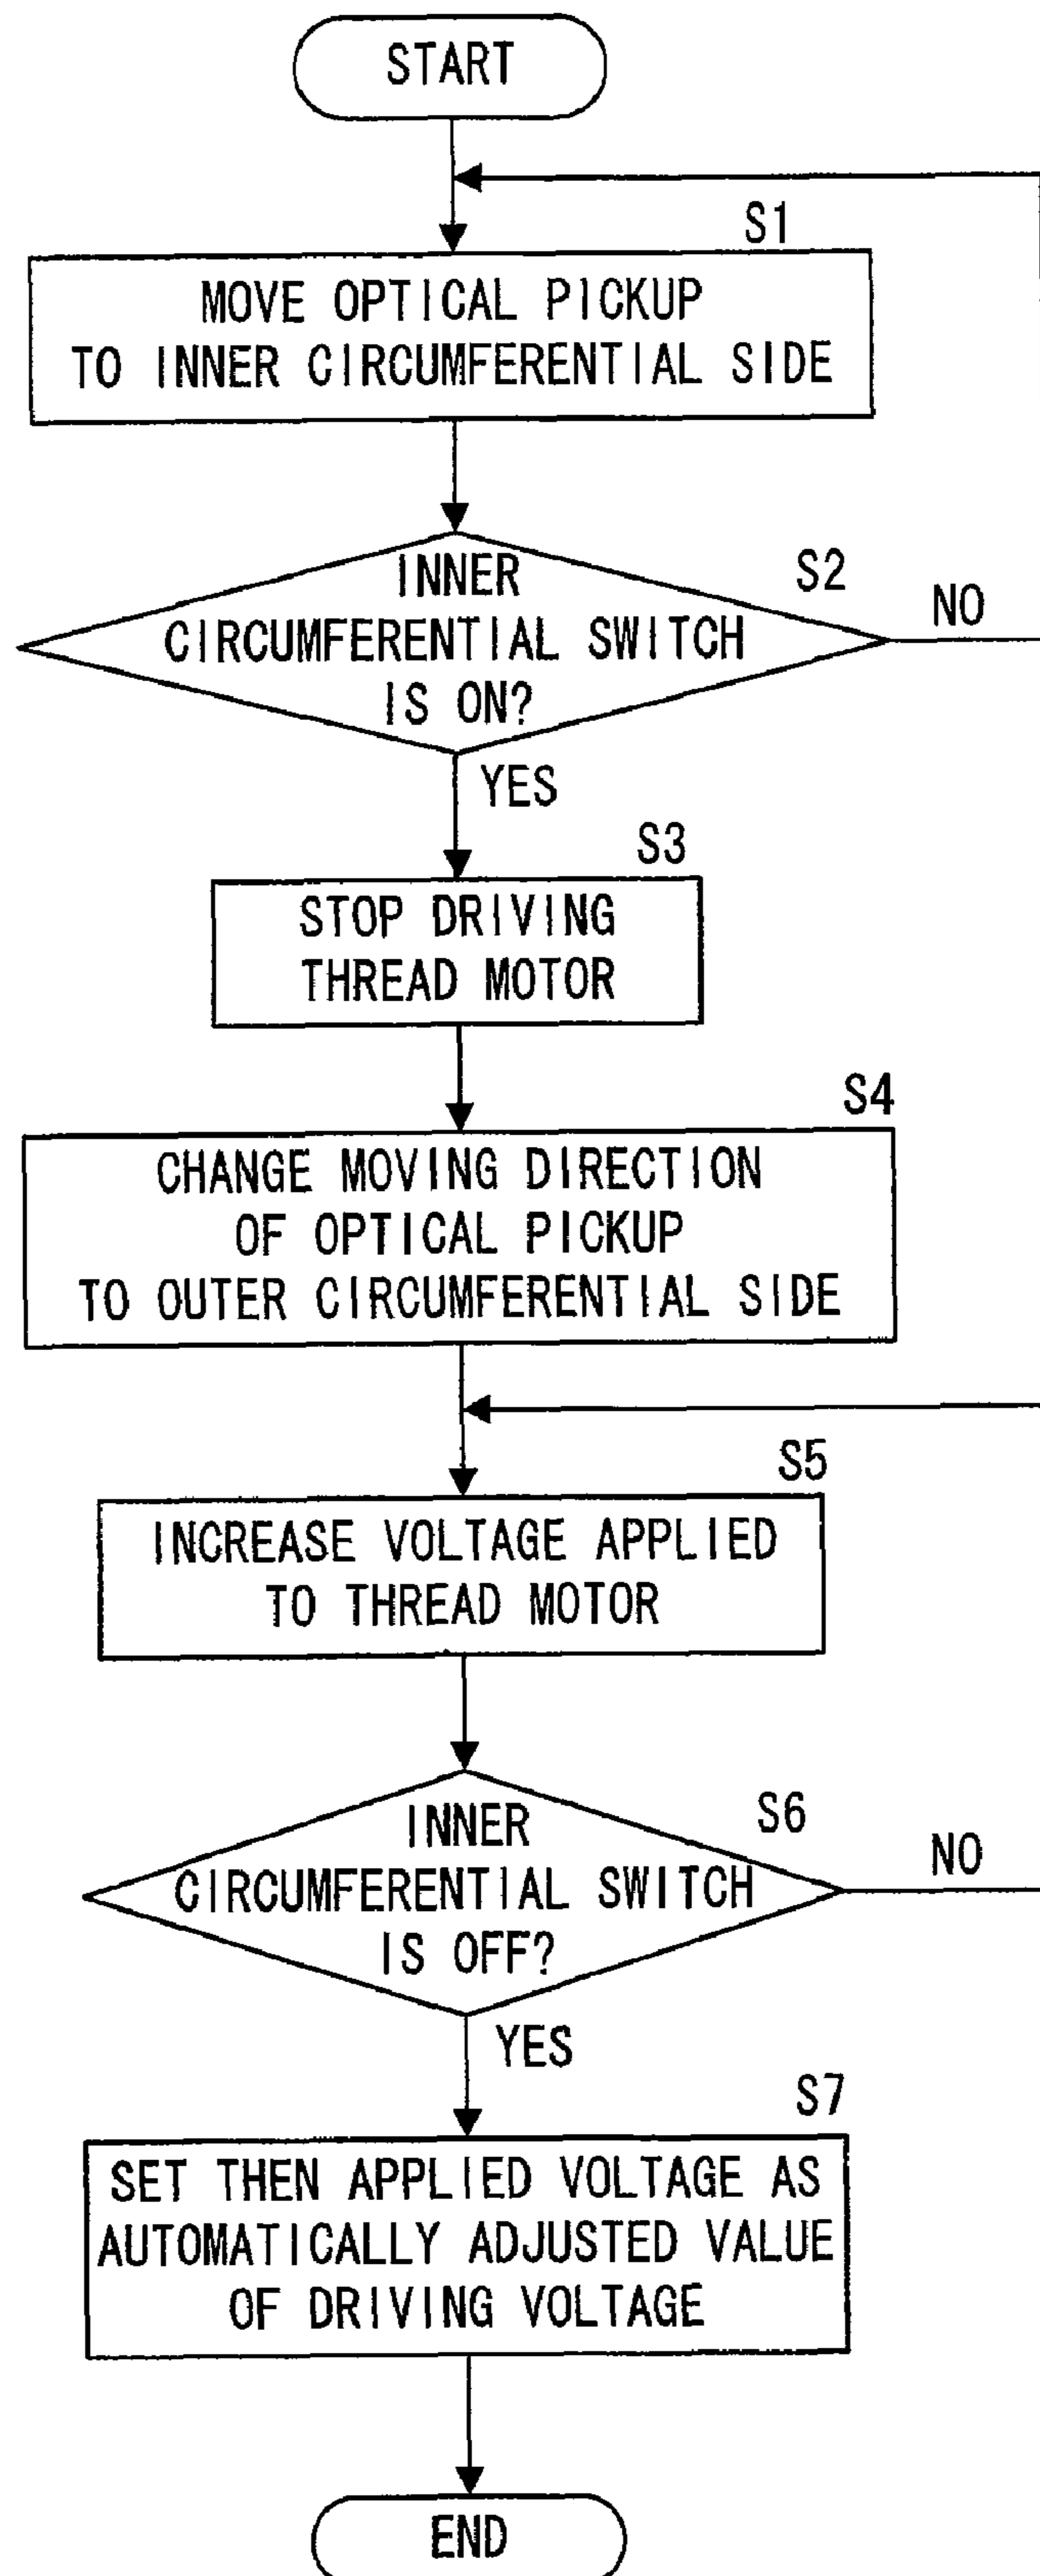 START
S1
MOVE OPTICAL PICKUP
TO INNER CIRCUMFERENTIAL SIDE
S2
INNER
CIRCUMFERENTIAL SWITCH
IS ON?
NO
YES
S3
STOP DRIVING
THREAD MOTOR
S4
CHANGE MOVING DIRECTION
OF OPTICAL PICKUP
TO OUTER CIRCUMFERENTIAL SIDE
S5
INCREASE VOLTAGE APPLIED
TO THREAD MOTOR
S6
INNER
CIRCUMFERENTIAL SWITCH
IS OFF?
NO
YES
S7
SET THEN APPLIED VOLTAGE AS
AUTOMATICALLY ADJUSTED VALUE
OF DRIVING VOLTAGE
END